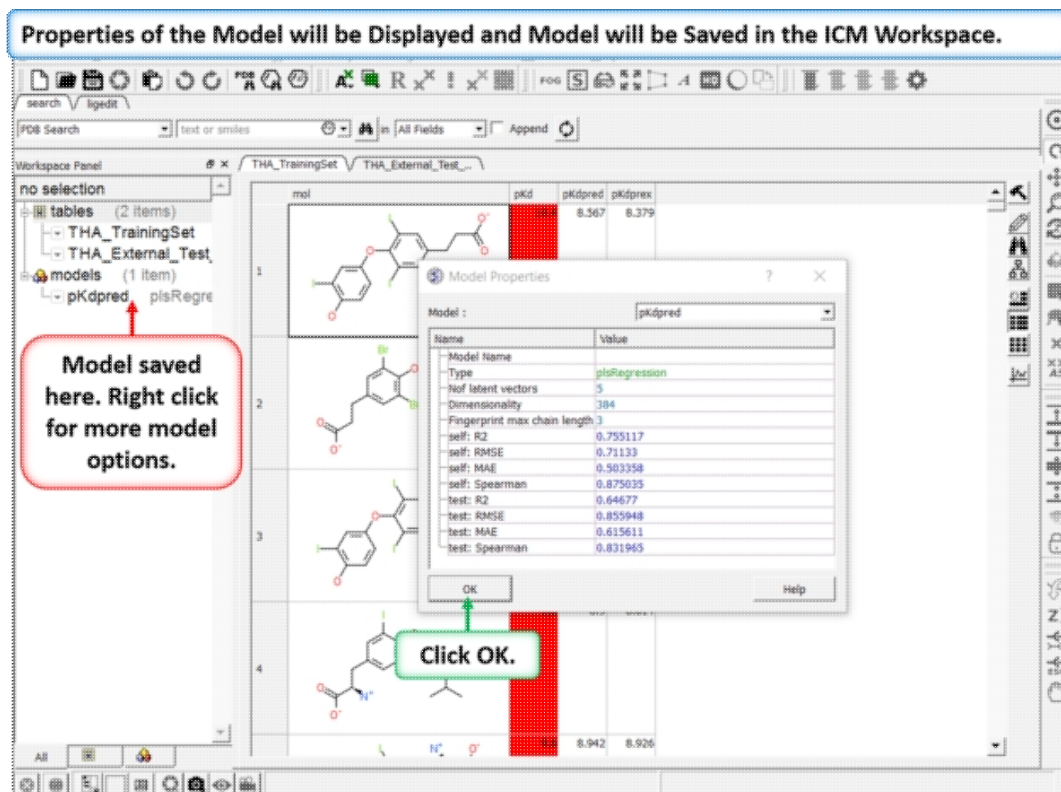 Properties of the Model will be Displayed and Model will be Saved in the ICM Workspace.
search ligedit
PDB Search text or smiles in All Fields Append
Workspace Panel
no selection
tables (2 items)
THA_TrainingSet
THA_External_Test_
models (1 item)
pKdpred plsRegre
Model saved
here. Right click
for more model
options.
All
THA_TrainingSet THA_External_Test_...
mol pKd pKdpred pKdprex
1 8.567 8.379
2
3
4
8.942 8.926
Model Properties ?
Model : pKdpred
Name Value
Model Name
Type plsRegression
Nof latent vectors 5
Dimensionality 384
Fingerprint max chain length 3
self: R2 0.755117
self: RMSE 0.71133
self: MAE 0.503358
self: Spearman 0.875035
test: R2 0.64677
test: RMSE 0.855948
test: MAE 0.615611
test: Spearman 0.831965
OK Help
Click OK.